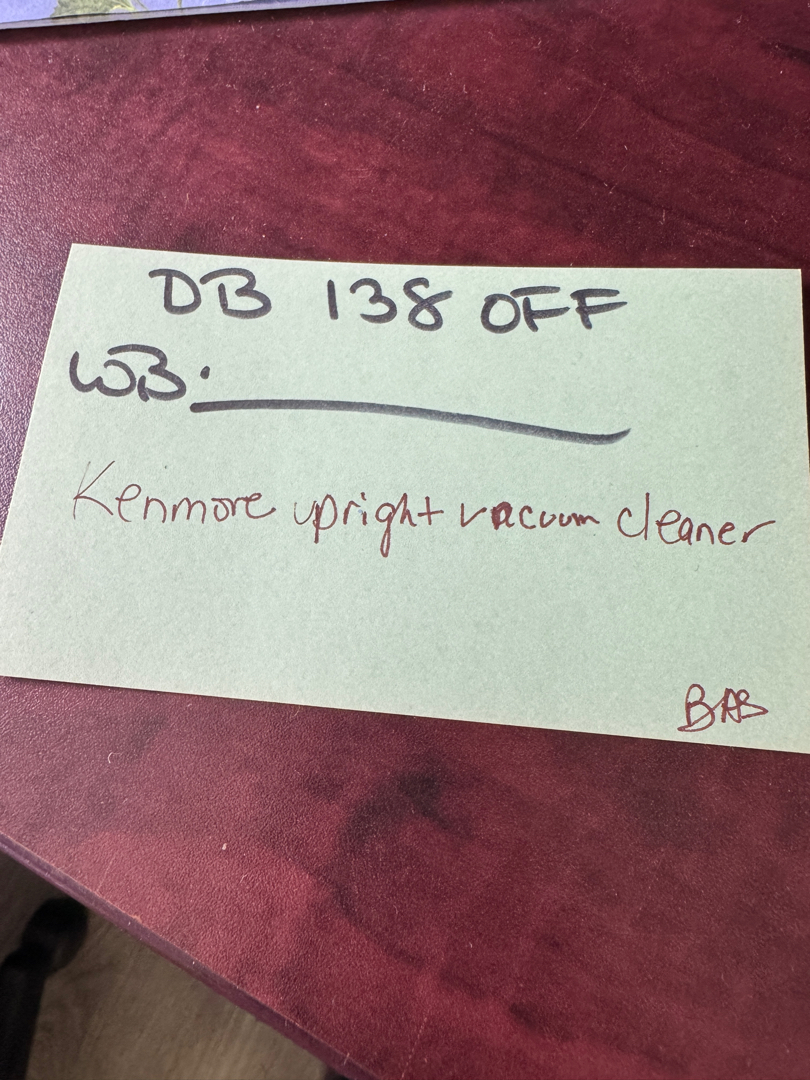 DB 138 OFF
WB.
Kenmore upright vacuum cleaner
BAB